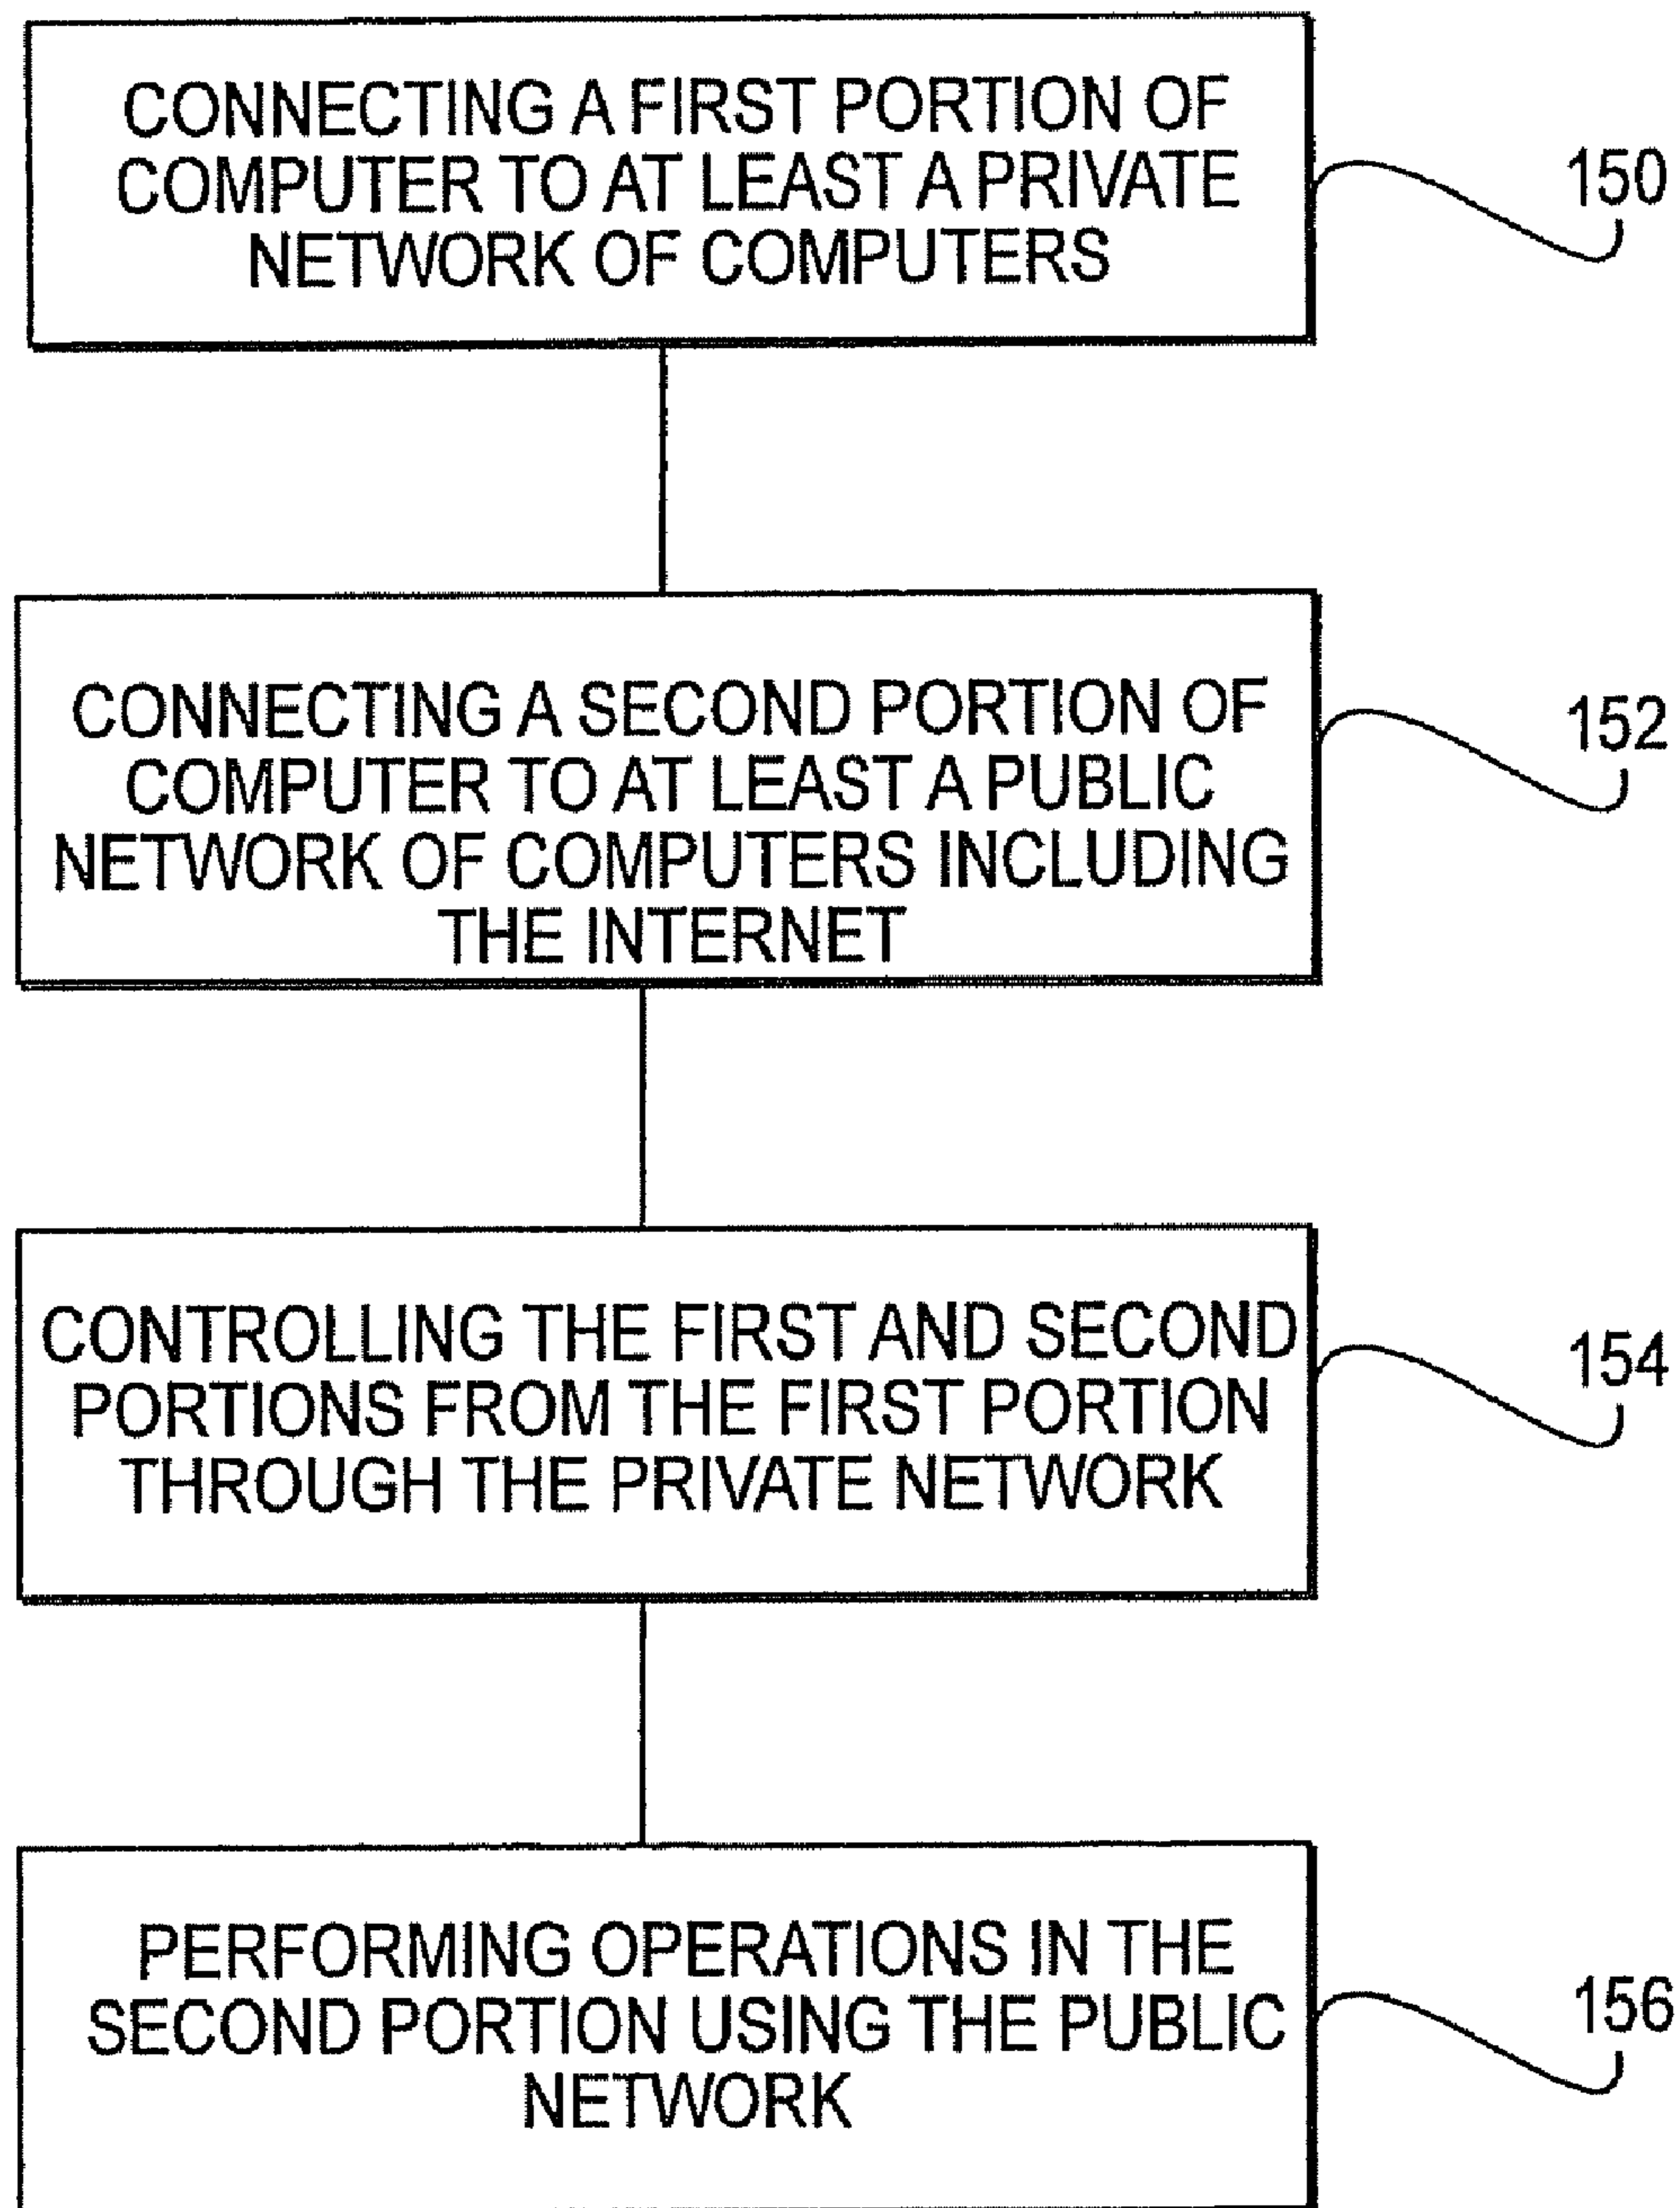 CONNECTING A FIRST PORTION OF
COMPUTER TO AT LEAST A PRIVATE
NETWORK OF COMPUTERS
150
CONNECTING A SECOND PORTION OF
COMPUTER TO AT LEAST A PUBLIC
NETWORK OF COMPUTERS INCLUDING
THE INTERNET
152
CONTROLLING THE FIRST AND SECOND
PORTIONS FROM THE FIRST PORTION
THROUGH THE PRIVATE NETWORK
154
PERFORMING OPERATIONS IN THE
SECOND PORTION USING THE PUBLIC
NETWORK
156